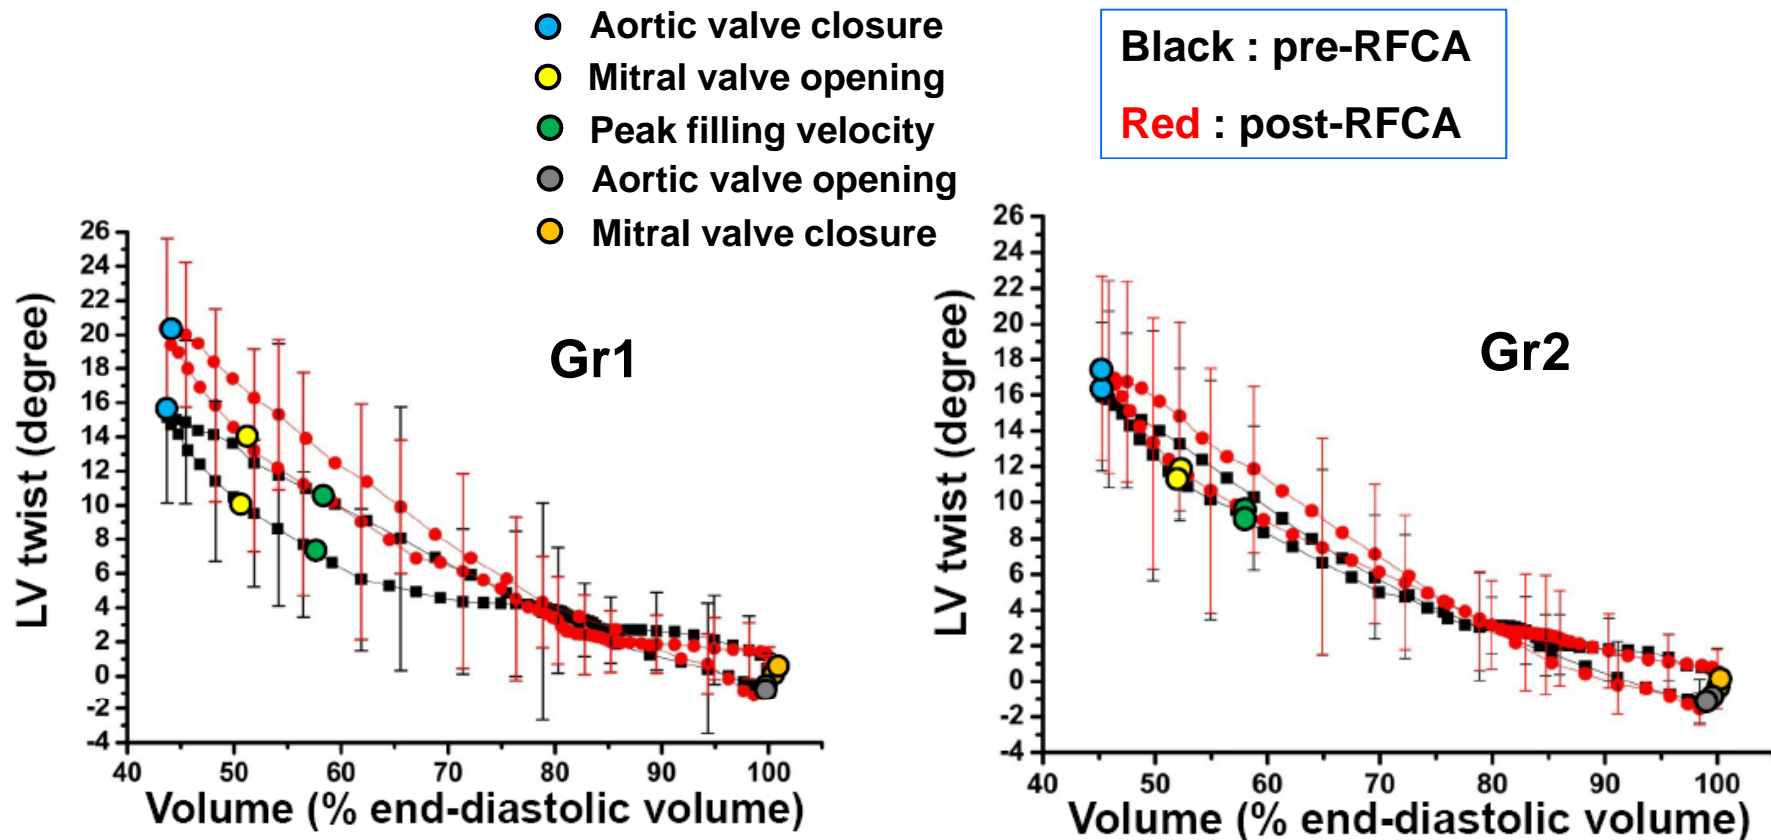 Aortic valve closure
Mitral valve opening
Peak filling velocity
Aortic valve opening
Mitral valve closure
Black : pre-RFCA
Red : post-RFCA
LV twist (degree)
26
24
22
20
18
16
14
12
10
8
6
4
2
0
-2
-4
Gr1
40 50 60 70 80 90 100
Volume (% end-diastolic volume)
LV twist (degree)
26
24
22
20
18
16
14
12
10
8
6
4
2
0
-2
-4
Gr2
40 50 60 70 80 90 100
Volume (% end-diastolic volume)